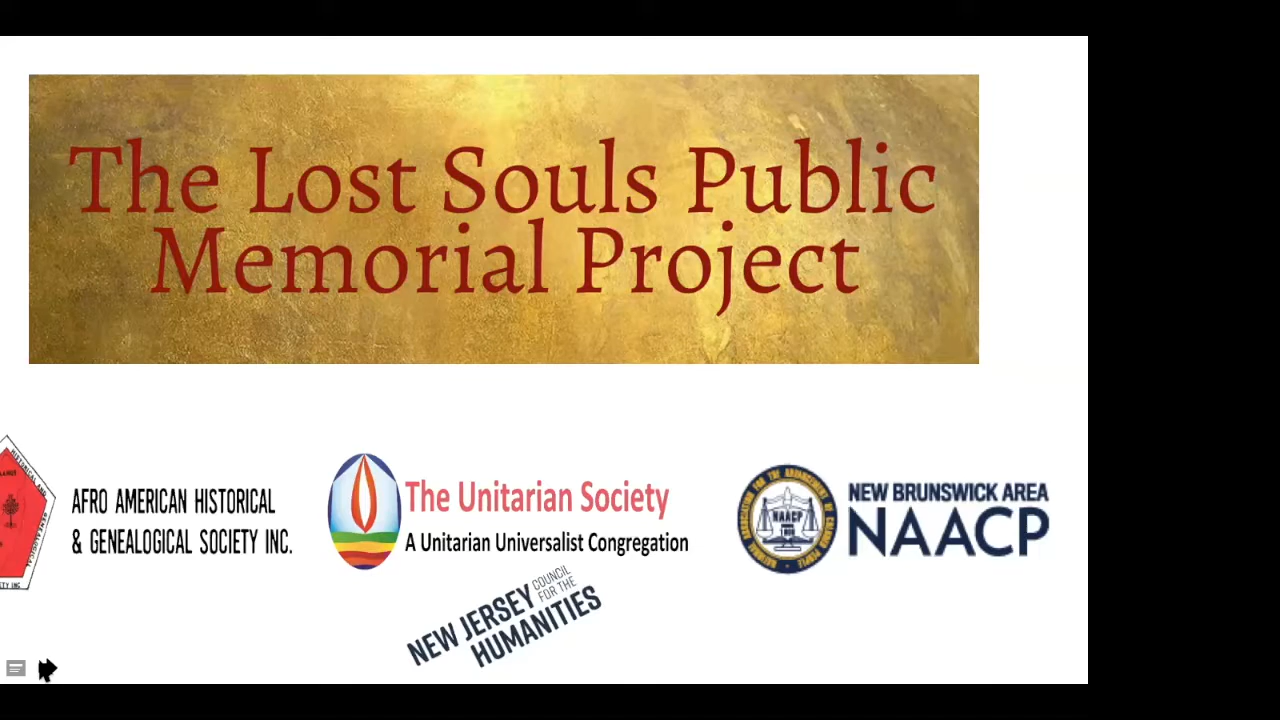 The Lost Souls Public
Memorial Project
AFRO AMERICAN HISTORICAL
& GENEALOGICAL SOCIETY INC.
The Unitarian Society
A Unitarian Universalist Congregation
NAACP
NEW BRUNSWICK AREA
NAACP
NEW JERSEY COUNCIL
FOR THE
HUMANITIES